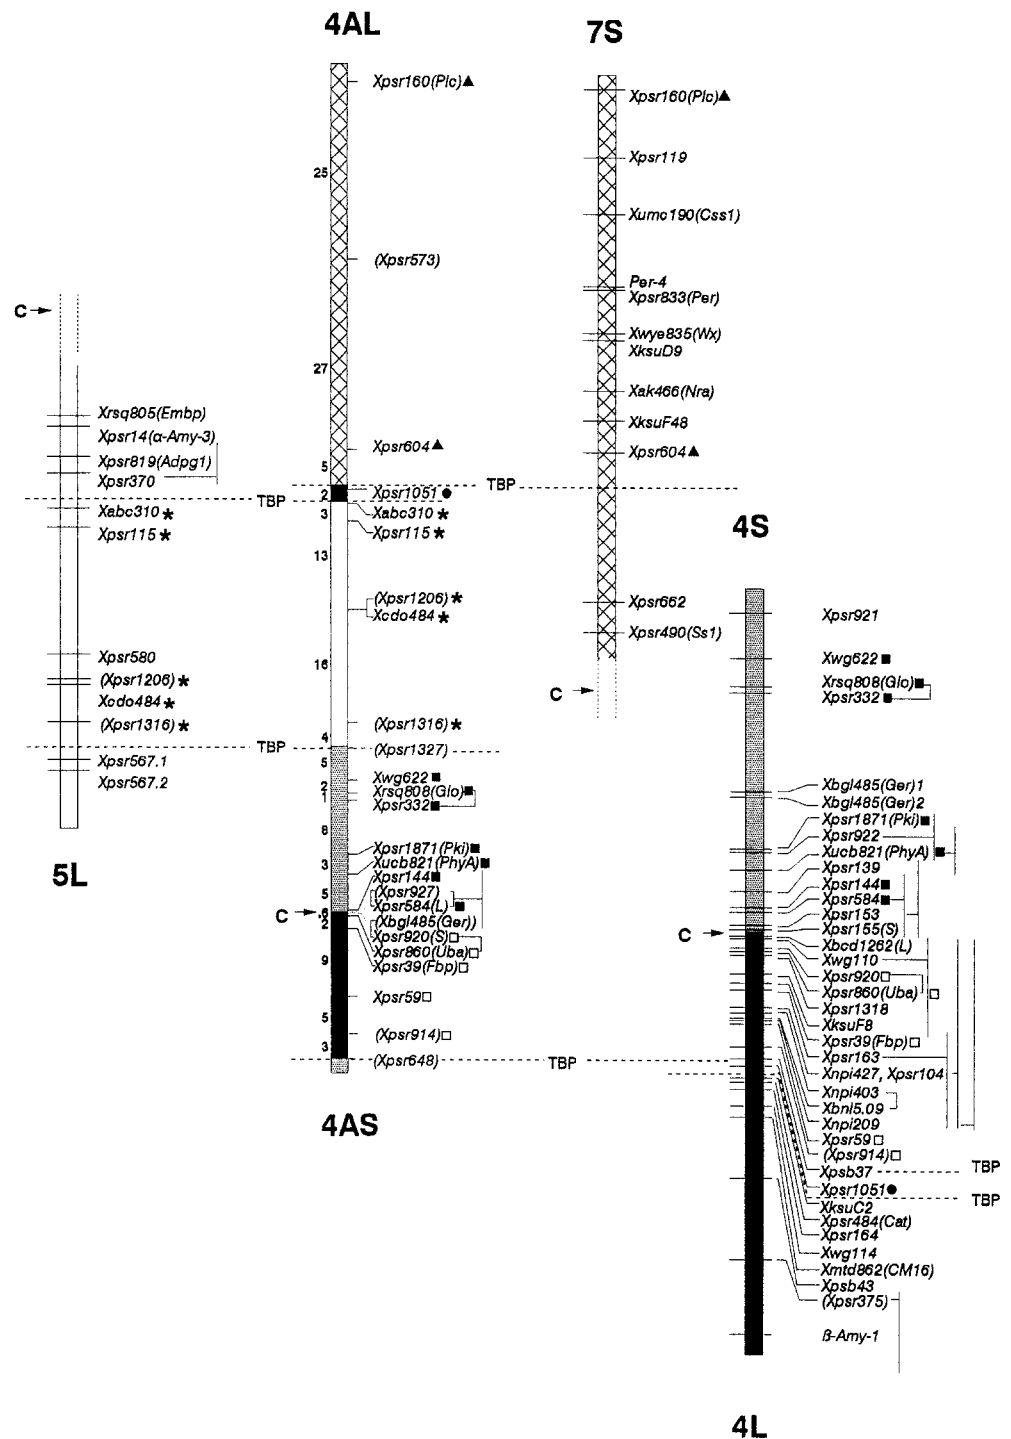 4AL
7S
Xpsr160(Plc)▲
25
(Xpsr573)
27
Xpsr604▲
5
TBP
2
Xpsr1051●
3
Xabc310*
Xpsr115*
13
(Xpsr1206)*
Xcdo484*
16
(Xpsr1316)*
4
(Xpsr1327)
5
Xwg622■
2
Xrsq808(Glo)■
1
Xpsr332■
8
Xpsr1871(Pki)■
3
Xucb821(PhyA)■
Xpsr144■
5
(Xpsr927)
Xpsr584(L)■
C
6
(Xbgl485(Ger))
2
Xpsr920(S)□
Xpsr860(Uba)□
9
Xpsr39(Fbp)□
Xpsr59□
5
(Xpsr914)□
3
(Xpsr648)
TBP
4AS
C
Xrsq805(Embp)
Xpsr14(α-Amy-3)
Xpsr819(Adpg1)
Xpsr370
TBP
Xabc310*
Xpsr115*
Xpsr580
(Xpsr1206)*
Xcdo484*
(Xpsr1316)*
TBP
Xpsr567.1
Xpsr567.2
5L
Xpsr160(Plc)▲
Xpsr119
Xumc190(Css1)
Per-4
Xpsr833(Per)
Xwye835(Wx)
XksuD9
Xak466(Nra)
XksuF48
Xpsr604▲
Xpsr662
Xpsr490(Ss1)
C
4S
Xpsr921
Xwg622■
Xrsq808(Glo)■
Xpsr332■
Xbgl485(Ger)1
Xbgl485(Ger)2
Xpsr1871(Pki)■
Xpsr922
Xucb821(PhyA)■
Xpsr139
Xpsr144■
Xpsr584■
Xpsr153
Xpsr155(S)
C
Xbcd1262(L)
Xwg110
Xpsr920□
Xpsr860(Uba)□
Xpsr1318
XksuF8
Xpsr39(Fbp)□
Xpsr163
Xnpi427, Xpsr104
Xnpi403
Xbnl5.09
Xnpi209
Xpsr59□
(Xpsr914)□
Xpsb37
TBP
Xpsr1051●
TBP
XksuC2
Xpsr484(Cat)
Xpsr164
Xwg114
Xmtd862(CM16)
Xpsb43
(Xpsr375)
ß-Amy-1
4L